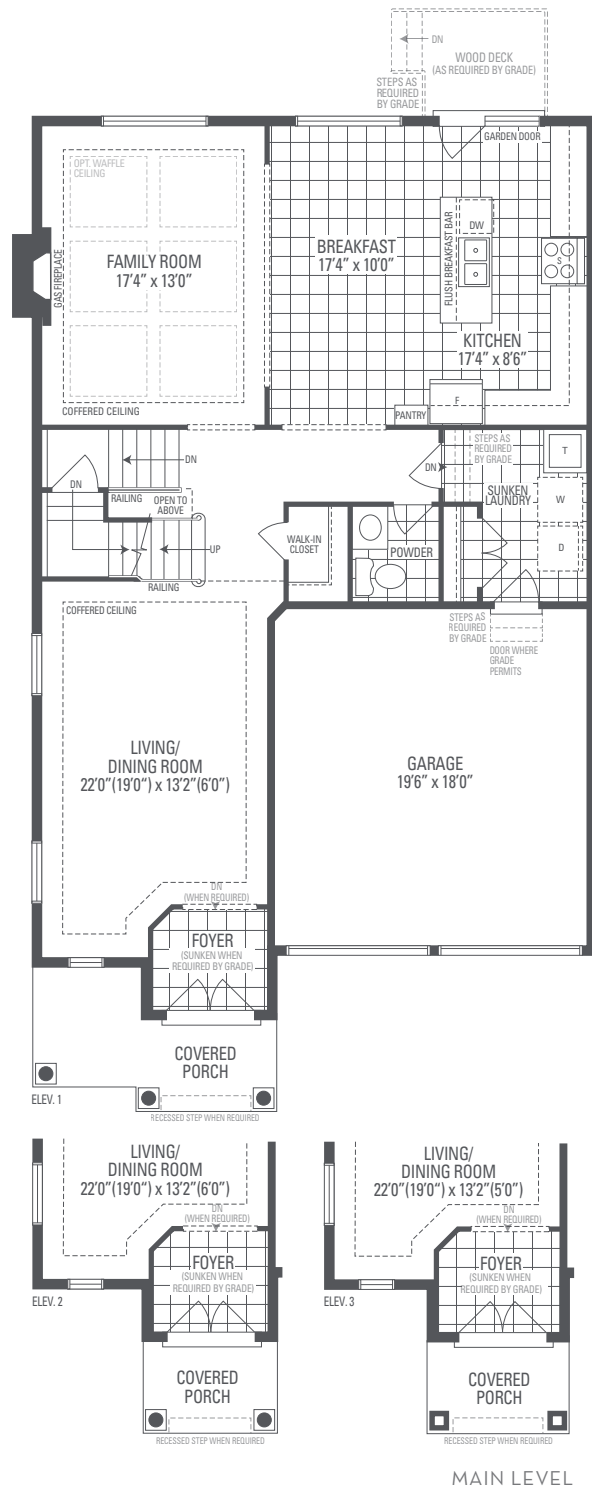 DN
WOOD DECK
(AS REQUIRED BY GRADE)
STEPS AS
REQUIRED
BY GRADE
GARDEN DOOR
OPT. WAFFLE
CEILING
GAS FIREPLACE
FAMILY ROOM
17'4" x 13'0"
COFFERED CEILING
BREAKFAST
17'4" x 10'0"
FLUSH BREAKFAST BAR
DW
S
KITCHEN
17'4" x 8'6"
F
PANTRY
DN
DN
RAILING
OPEN TO
ABOVE
UP
RAILING
WALK-IN
CLOSET
POWDER
DN
STEPS AS
REQUIRED
BY GRADE
SUNKEN
LAUNDRY
T
W
D
COFFERED CEILING
STEPS AS
REQUIRED
BY GRADE
DOOR WHERE
GRADE
PERMITS
LIVING/
DINING ROOM
22'0"(19'0") x 13'2"(6'0")
GARAGE
19'6" x 18'0"
DN
(WHEN REQUIRED)
FOYER
(SUNKEN WHEN
REQUIRED BY GRADE)
COVERED
PORCH
ELEV. 1
RECESSED STEP WHEN REQUIRED
LIVING/
DINING ROOM
22'0"(19'0") x 13'2"(6'0")
DN
(WHEN REQUIRED)
FOYER
(SUNKEN WHEN
REQUIRED BY GRADE)
ELEV. 2
COVERED
PORCH
RECESSED STEP WHEN REQUIRED
LIVING/
DINING ROOM
22'0"(19'0") x 13'2"(5'0")
DN
(WHEN REQUIRED)
FOYER
(SUNKEN WHEN
REQUIRED BY GRADE)
ELEV. 3
COVERED
PORCH
RECESSED STEP WHEN REQUIRED
MAIN LEVEL